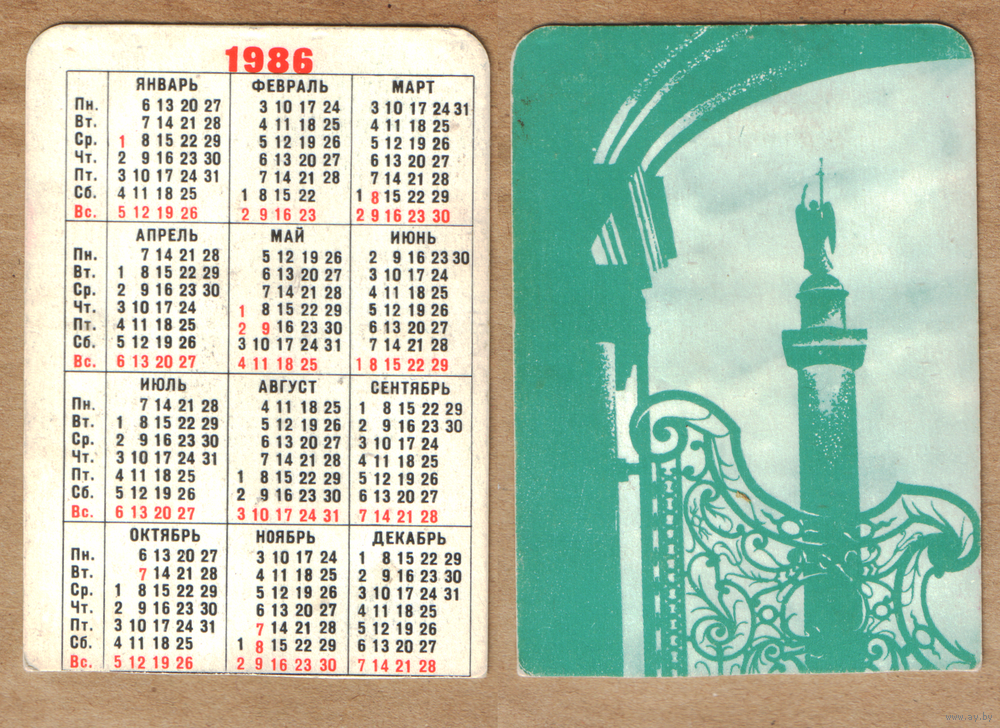 1986
ЯНВАРЬ ФЕВРАЛЬ МАРТ
Пн. 6 13 20 27 3 10 17 24 3 10 17 24 31
Вт. 7 14 21 28 4 11 18 25 4 11 18 25
Ср. 1 8 15 22 29 5 12 19 26 5 12 19 26
Чт. 2 9 16 23 30 6 13 20 27 6 13 20 27
Пт. 3 10 17 24 31 7 14 21 28 7 14 21 28
Сб. 4 11 18 25 1 8 15 22 1 8 15 22 29
Вс. 5 12 19 26 2 9 16 23 2 9 16 23 30
АПРЕЛЬ МАЙ ИЮНЬ
Пн. 7 14 21 28 5 12 19 26 2 9 16 23 30
Вт. 1 8 15 22 29 6 13 20 27 3 10 17 24
Ср. 2 9 16 23 30 7 14 21 28 4 11 18 25
Чт. 3 10 17 24 1 8 15 22 29 5 12 19 26
Пт. 4 11 18 25 2 9 16 23 30 6 13 20 27
Сб. 5 12 19 26 3 10 17 24 31 7 14 21 28
Вс. 6 13 20 27 4 11 18 25 1 8 15 22 29
ИЮЛЬ АВГУСТ СЕНТЯБРЬ
Пн. 7 14 21 28 4 11 18 25 1 8 15 22 29
Вт. 1 8 15 22 29 5 12 19 26 2 9 16 23 30
Ср. 2 9 16 23 30 6 13 20 27 3 10 17 24
Чт. 3 10 17 24 31 7 14 21 28 4 11 18 25
Пт. 4 11 18 25 1 8 15 22 29 5 12 19 26
Сб. 5 12 19 26 2 9 16 23 30 6 13 20 27
Вс. 6 13 20 27 3 10 17 24 31 7 14 21 28
ОКТЯБРЬ НОЯБРЬ ДЕКАБРЬ
Пн. 6 13 20 27 3 10 17 24 1 8 15 22 29
Вт. 7 14 21 28 4 11 18 25 2 9 16 23 30
Ср. 1 8 15 22 29 5 12 19 26 3 10 17 24 31
Чт. 2 9 16 23 30 6 13 20 27 4 11 18 25
Пт. 3 10 17 24 31 7 14 21 28 5 12 19 26
Сб. 4 11 18 25 1 8 15 22 29 6 13 20 27
Вс. 5 12 19 26 2 9 16 23 30 7 14 21 28
www.ay.by